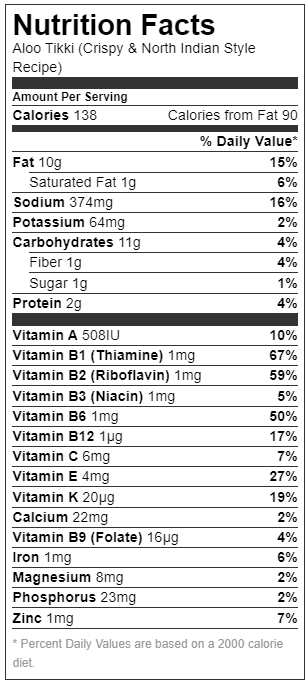 Nutrition Facts
Aloo Tikki (Crispy & North Indian Style
Recipe)
Amount Per Serving
Calories 138 Calories from Fat 90
% Daily Value*
Fat 10g 15%
Saturated Fat 1g 6%
Sodium 374mg 16%
Potassium 64mg 2%
Carbohydrates 11g 4%
Fiber 1g 4%
Sugar 1g 1%
Protein 2g 4%
Vitamin A 508IU 10%
Vitamin B1 (Thiamine) 1mg 67%
Vitamin B2 (Riboflavin) 1mg 59%
Vitamin B3 (Niacin) 1mg 5%
Vitamin B6 1mg 50%
Vitamin B12 1µg 17%
Vitamin C 6mg 7%
Vitamin E 4mg 27%
Vitamin K 20µg 19%
Calcium 22mg 2%
Vitamin B9 (Folate) 16µg 4%
Iron 1mg 6%
Magnesium 8mg 2%
Phosphorus 23mg 2%
Zinc 1mg 7%
* Percent Daily Values are based on a 2000 calorie
diet.